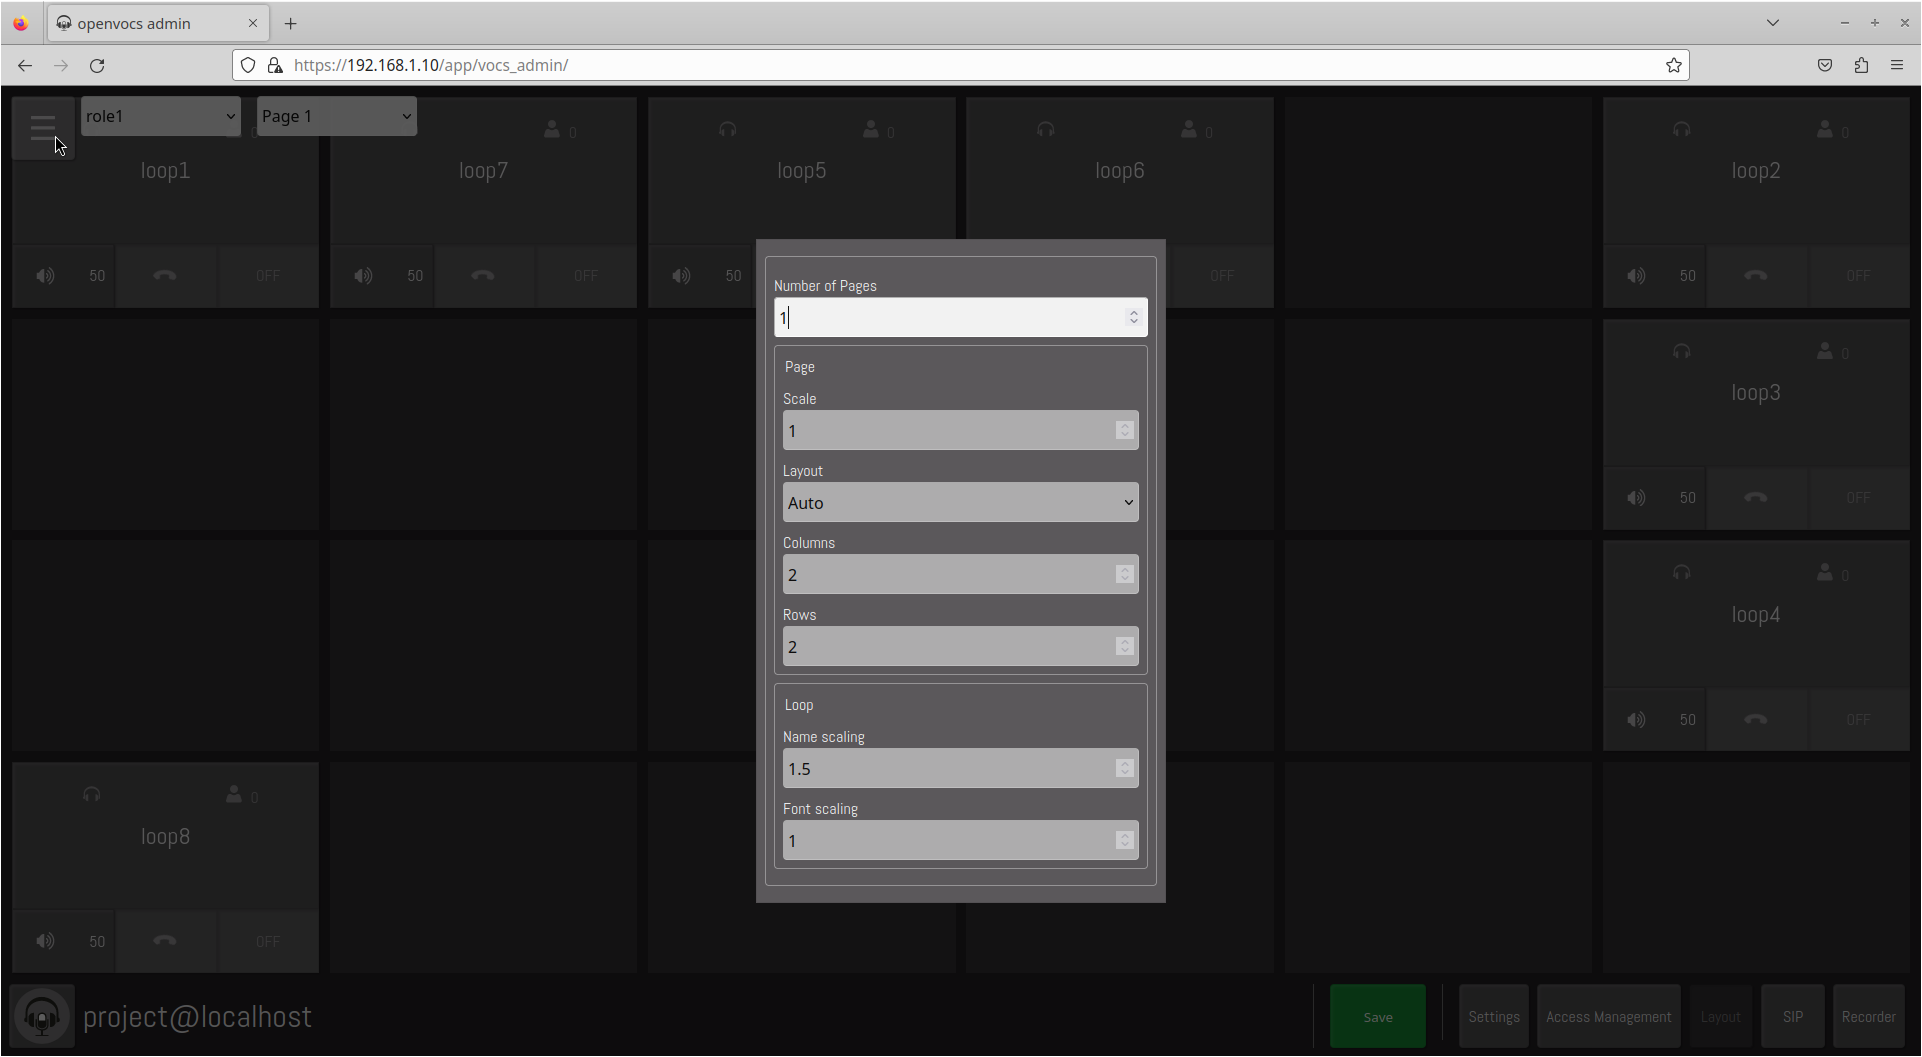 openvocs admin
https://192.168.1.10/app/vocs_admin/
role1
Page 1
0
0
0
0
0
loop1
loop7
loop5
loop6
loop2
50
OFF
50
OFF
50
OFF
50
OFF
Number of Pages
1
Page
Scale
1
Layout
Auto
Columns
2
Rows
2
Loop
Name scaling
1.5
Font scaling
1
0
loop3
50
OFF
0
loop4
50
OFF
0
loop8
50
OFF
project@localhost
Save
Settings
Access Management
Layout
SIP
Recorder